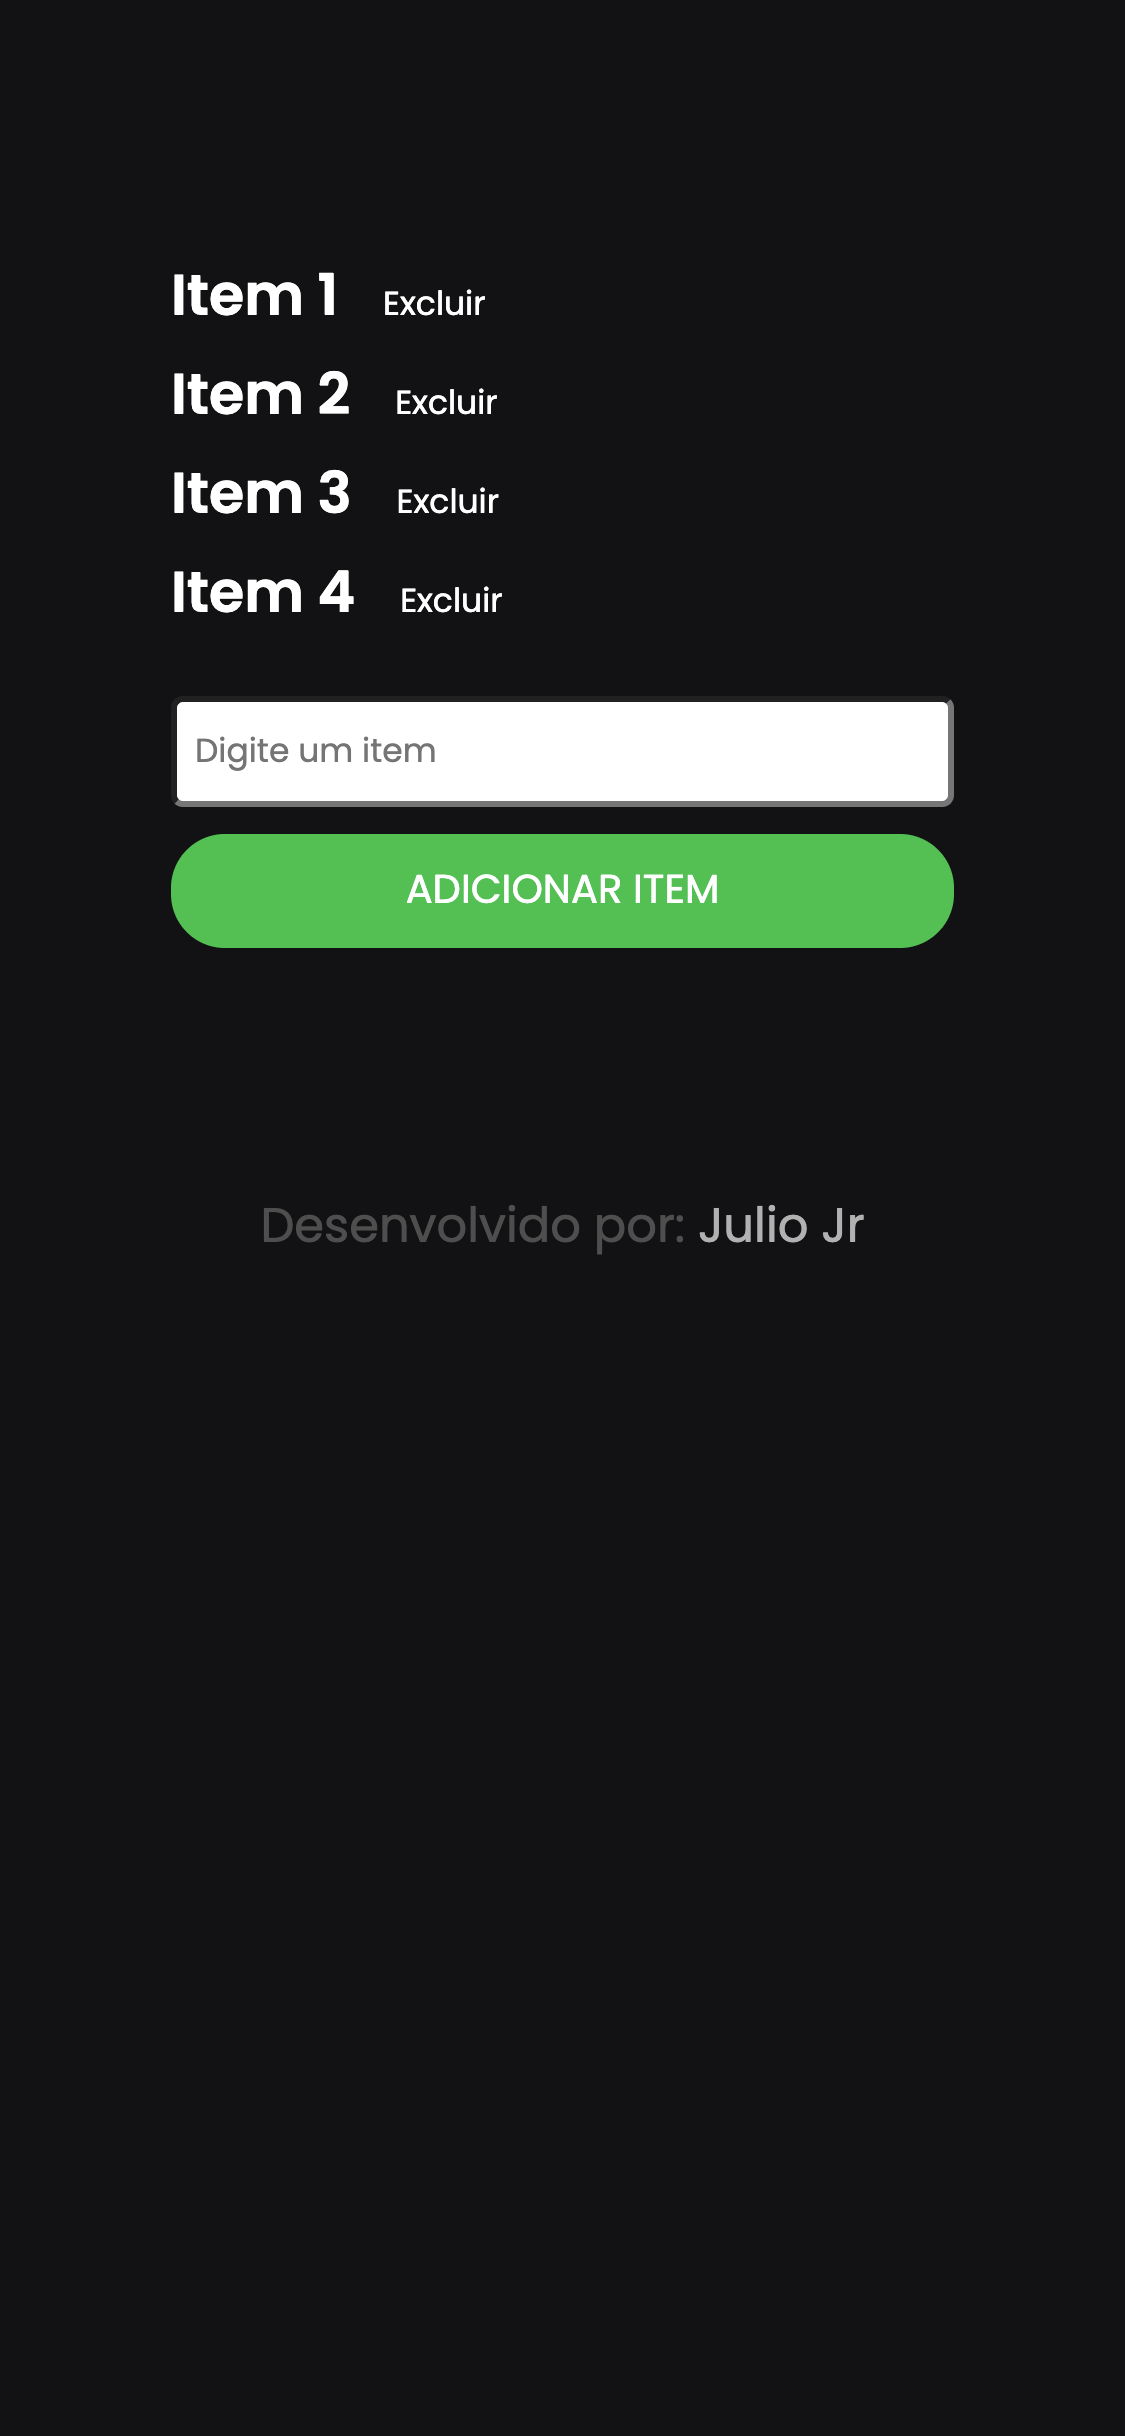 Item 1 Excluir
Item 2 Excluir
Item 3 Excluir
Item 4 Excluir
Digite um item
ADICIONAR ITEM
Desenvolvido por: Julio Jr